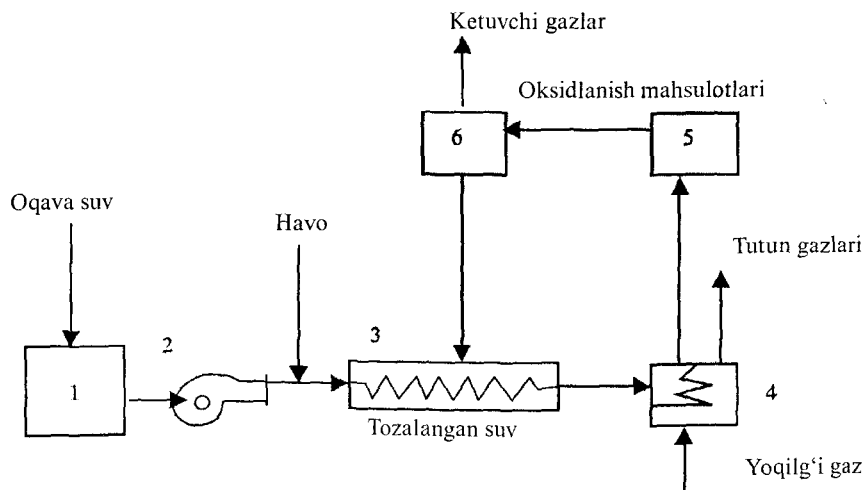 Ketuvchi gazlar
Oksidlanish mahsulotlari
6
5
Oqava suv
Havo
Tutun gazlari
2
3
1
4
Tozalangan suv
Yoqilg‘i gaz